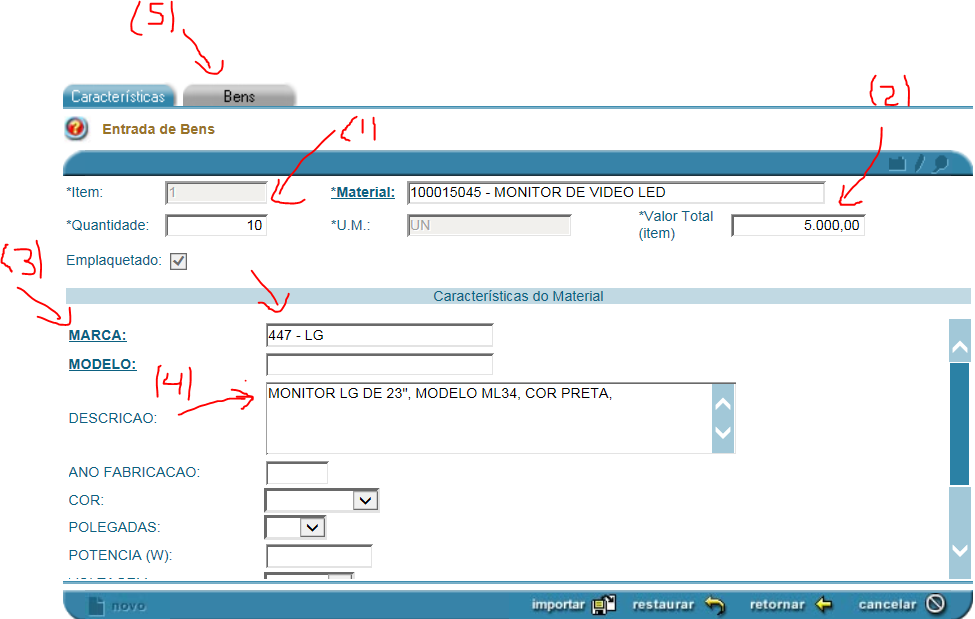 (5)
Características Bens
(2)
Entrada de Bens
(1)
*Item: 1 *Material: 100015045 - MONITOR DE VIDEO LED
*Quantidade: 10 *U.M.: UN *Valor Total (item) 5.000,00
Emplaquetado:
(3)
Características do Material
MARCA: 447 - LG
MODELO:
(4)
DESCRICAO: MONITOR LG DE 23", MODELO ML34, COR PRETA,
ANO FABRICACAO:
COR:
POLEGADAS:
POTENCIA (W):
novo importar restaurar retornar cancelar